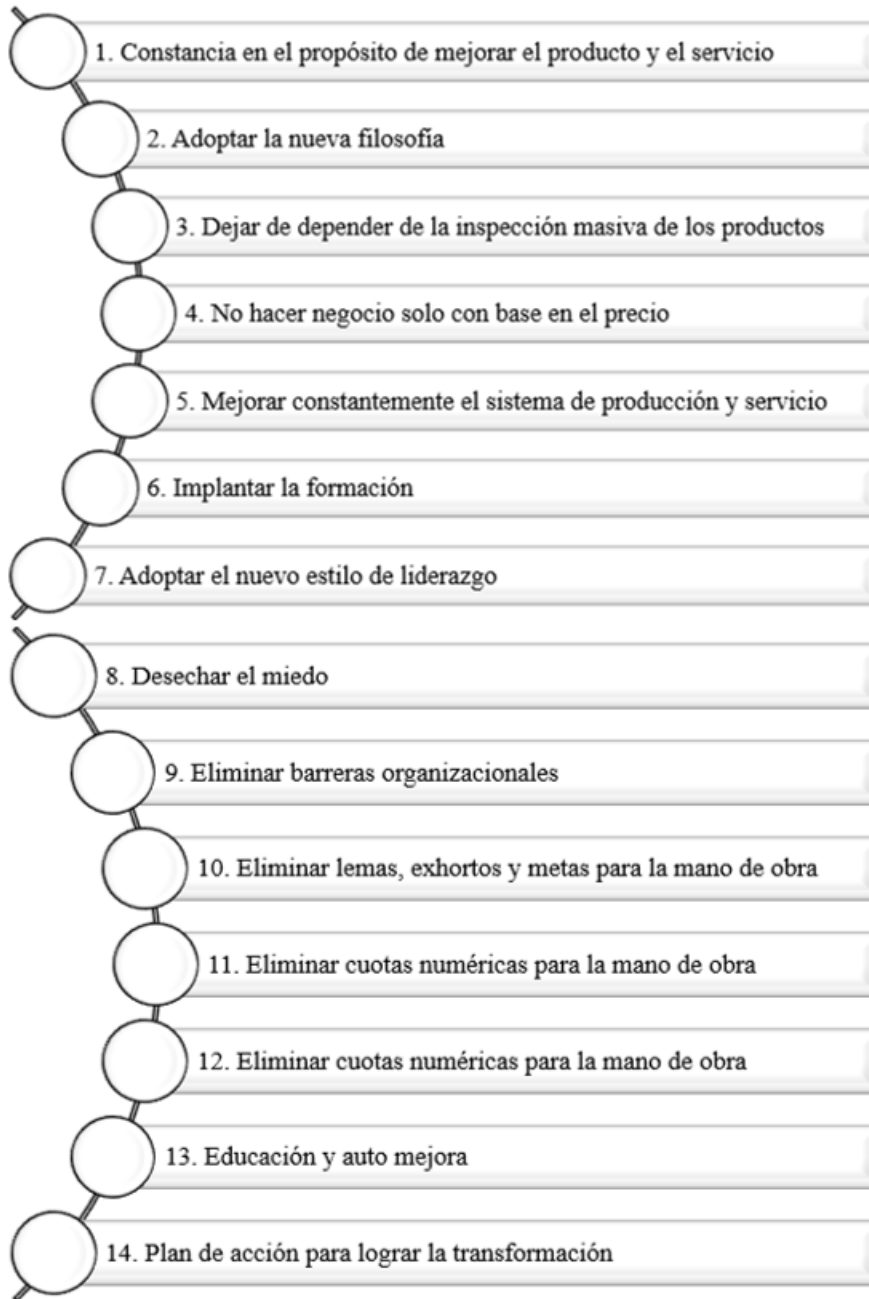 1. Constancia en el propósito de mejorar el producto y el servicio
2. Adoptar la nueva filosofía
3. Dejar de depender de la inspección masiva de los productos
4. No hacer negocio solo con base en el precio
5. Mejorar constantemente el sistema de producción y servicio
6. Implantar la formación
7. Adoptar el nuevo estilo de liderazgo
8. Desechar el miedo
9. Eliminar barreras organizacionales
10. Eliminar lemas, exhortos y metas para la mano de obra
11. Eliminar cuotas numéricas para la mano de obra
12. Eliminar cuotas numéricas para la mano de obra
13. Educación y auto mejora
14. Plan de acción para lograr la transformación